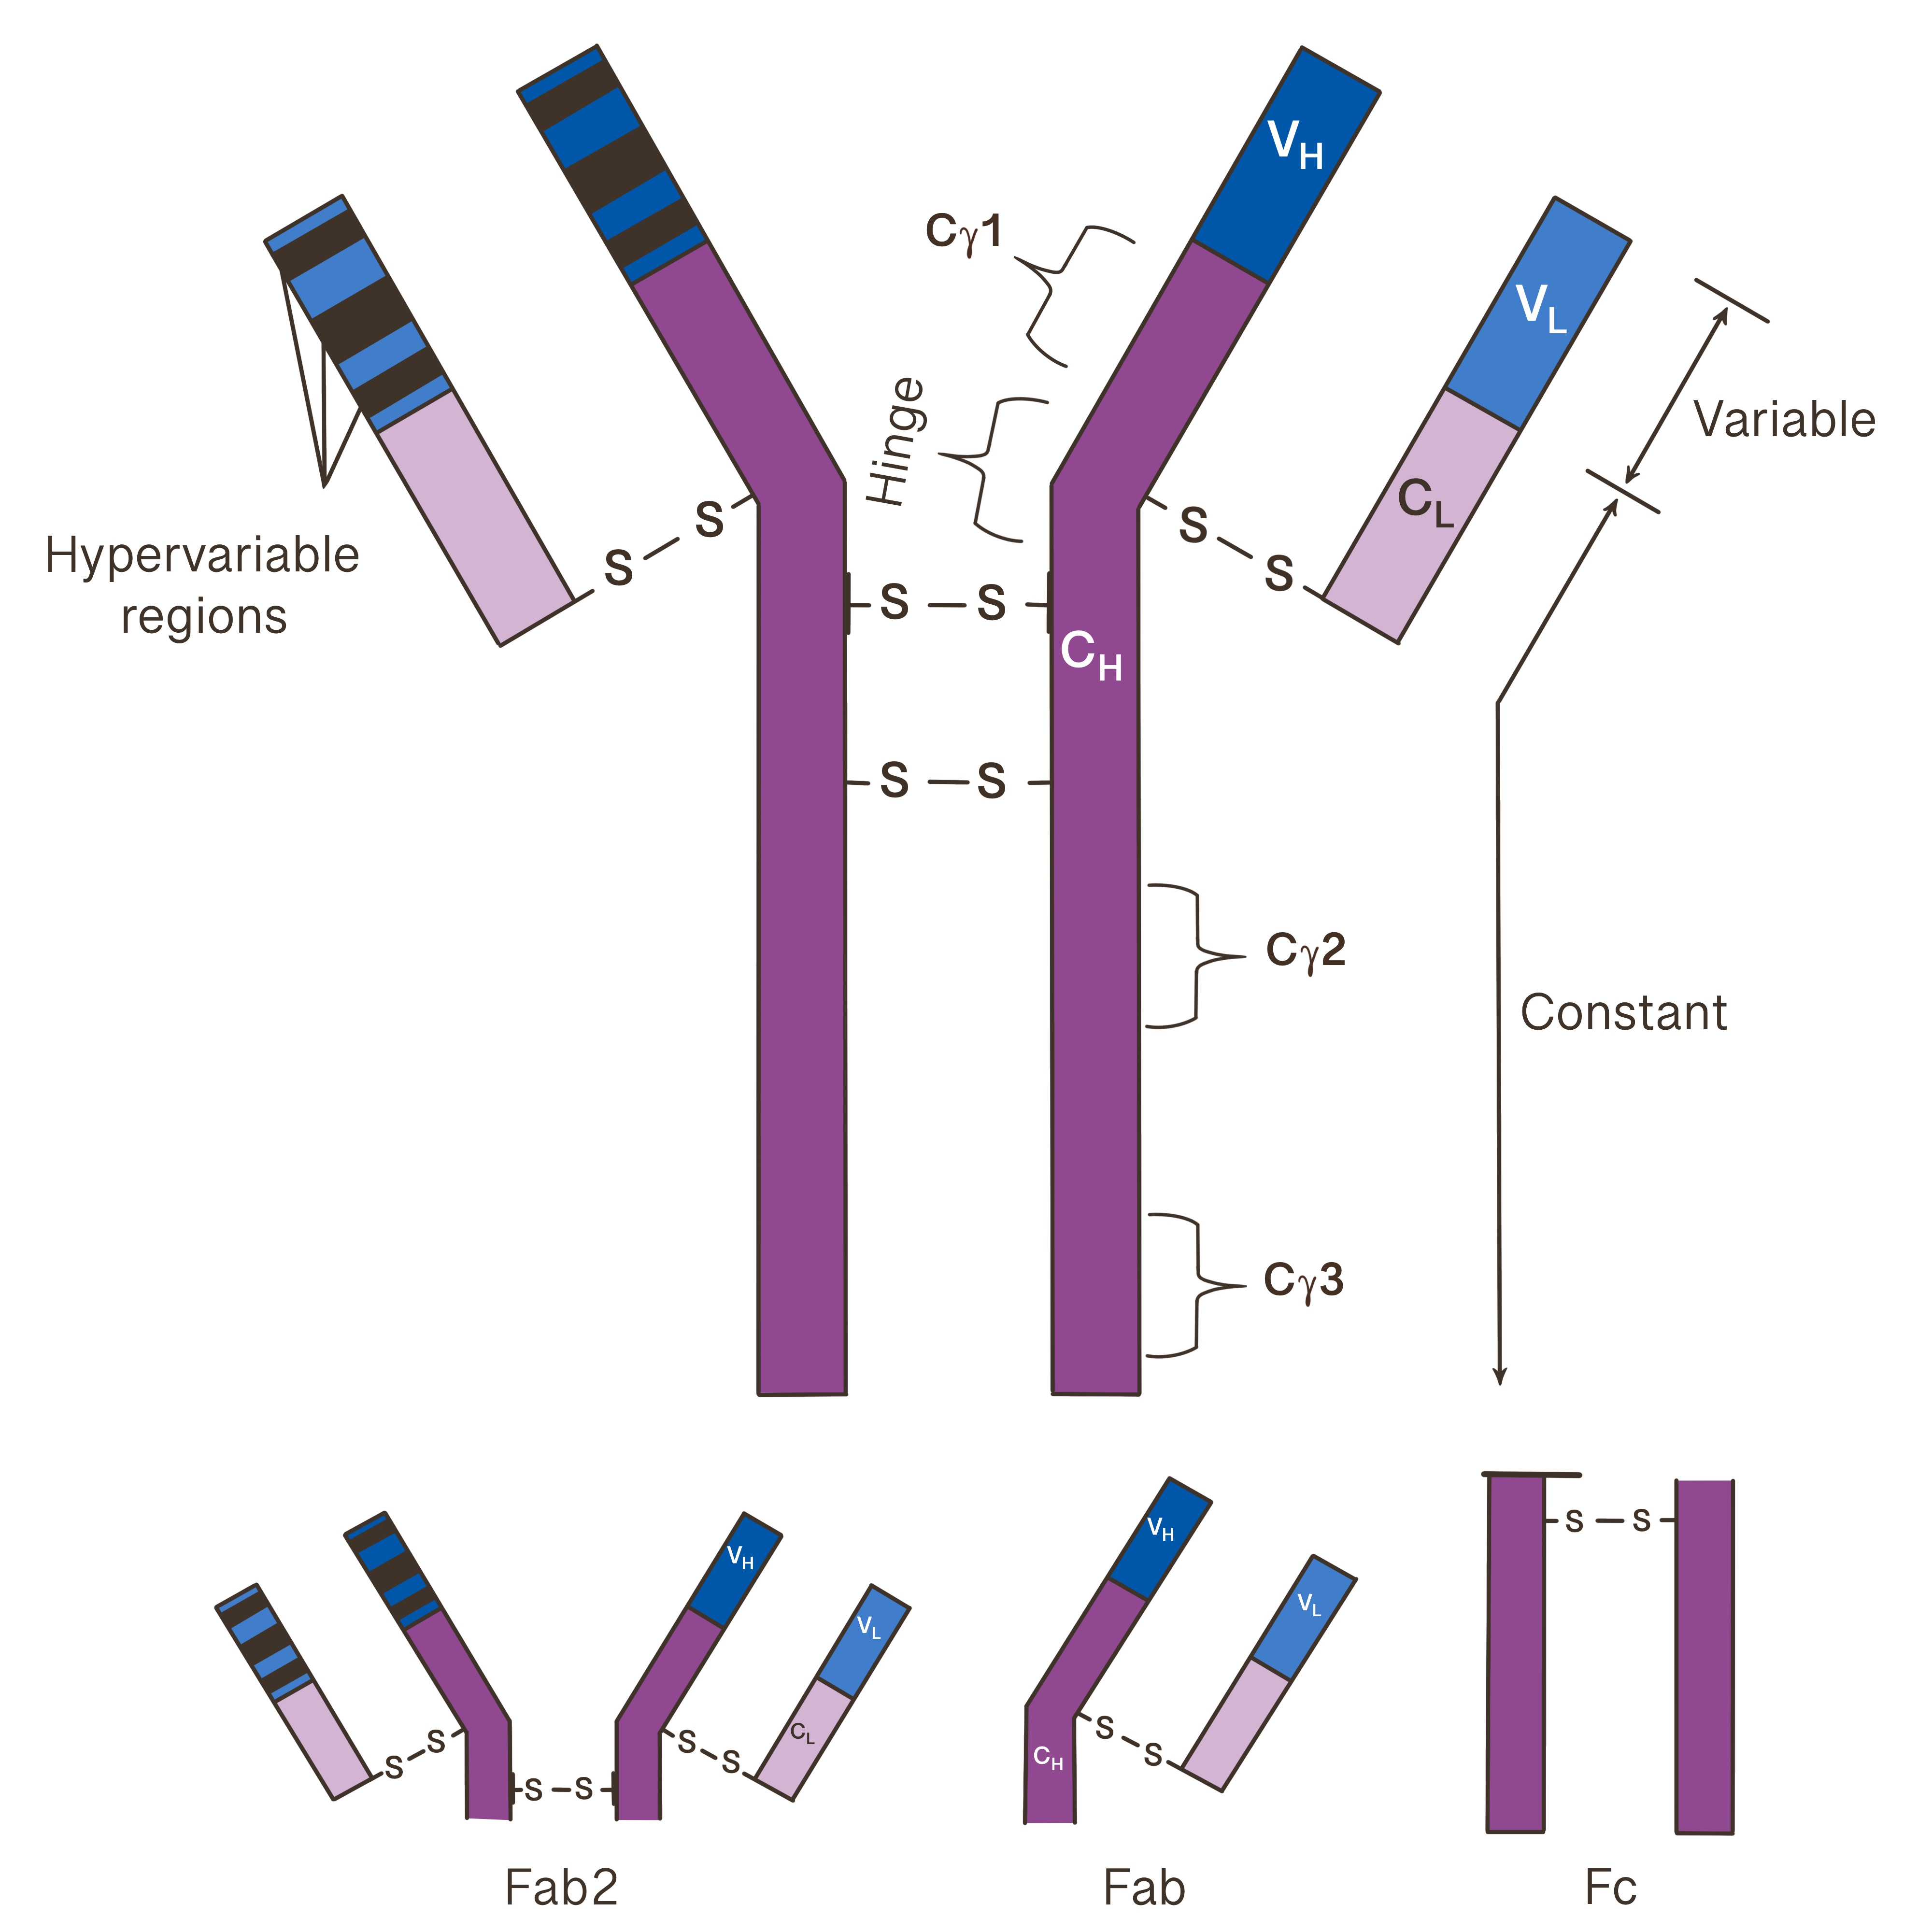 VH
Cγ1
VL
Hinge
Variable
CL
Hypervariable
regions
S S
S S
S S
CH
S S
Cγ2
Constant
Cγ3
VH
VL
CL
S S
S S
S S
Fab2
VH
VL
CH
S S
Fab
S S
Fc